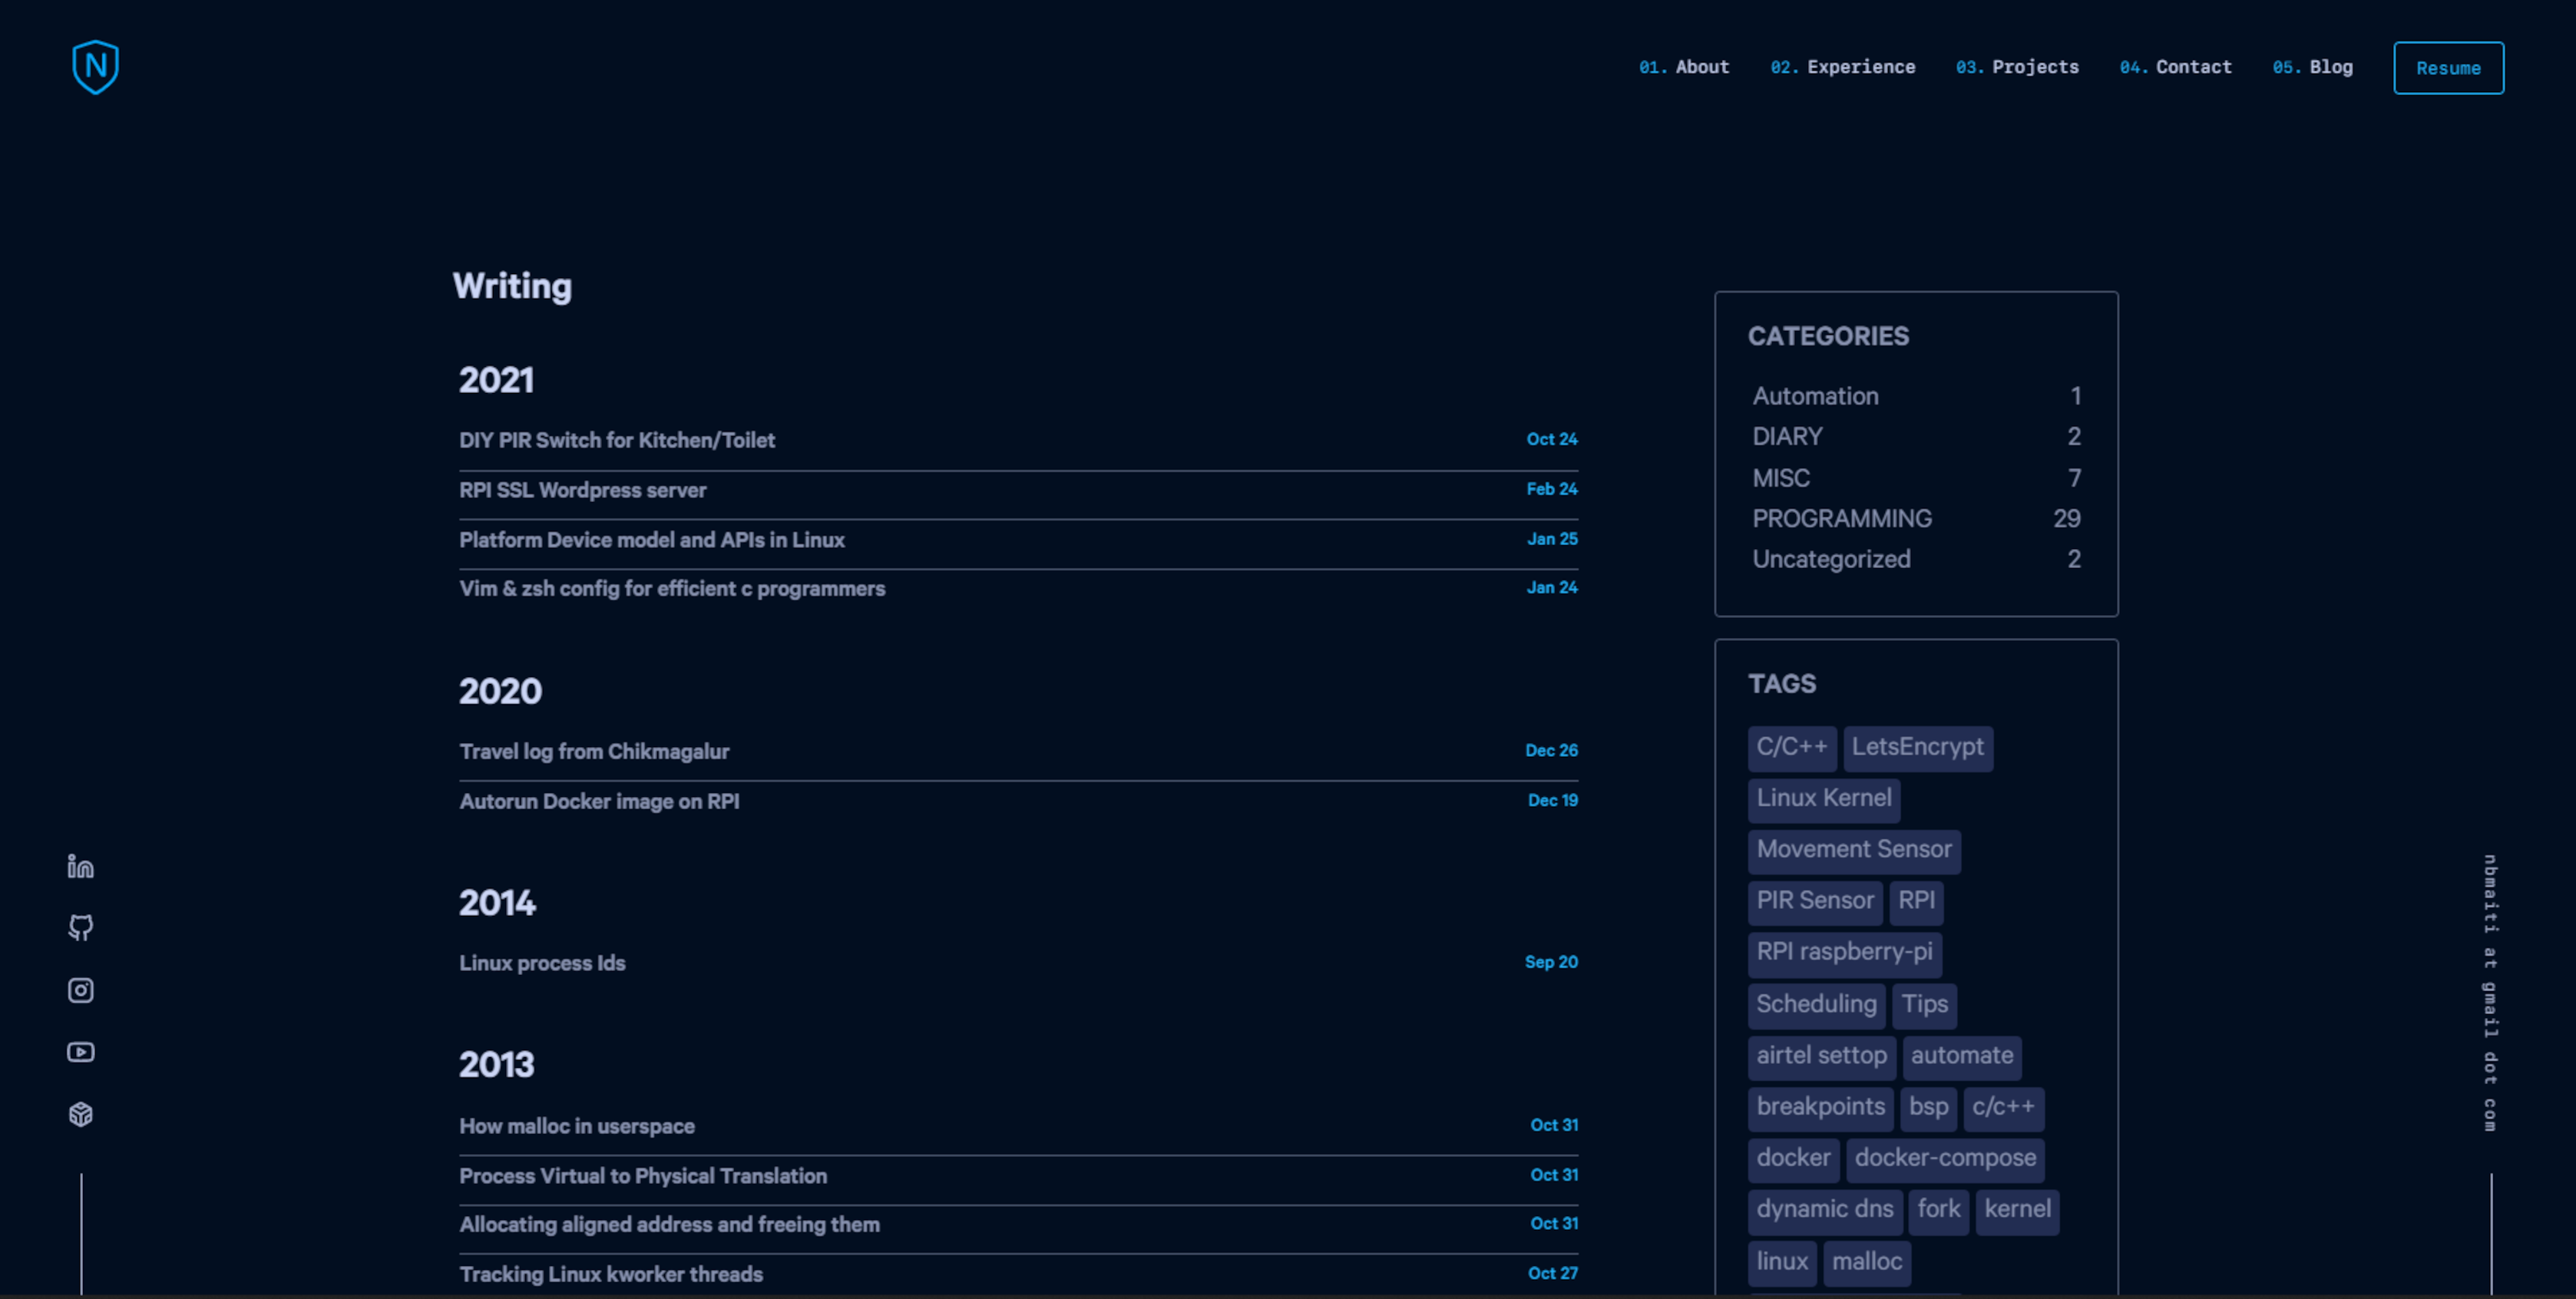 N
01. About 02. Experience 03. Projects 04. Contact 05. Blog Resume
Writing
2021
DIY PIR Switch for Kitchen/Toilet Oct 24
RPI SSL Wordpress server Feb 24
Platform Device model and APIs in Linux Jan 25
Vim & zsh config for efficient c programmers Jan 24
2020
Travel log from Chikmagalur Dec 26
Autorun Docker image on RPI Dec 19
2014
Linux process Ids Sep 20
2013
How malloc in userspace Oct 31
Process Virtual to Physical Translation Oct 31
Allocating aligned address and freeing them Oct 31
Tracking Linux kworker threads Oct 27
CATEGORIES
Automation 1
DIARY 2
MISC 7
PROGRAMMING 29
Uncategorized 2
TAGS
C/C++ LetsEncrypt
Linux Kernel
Movement Sensor
PIR Sensor RPI
RPI raspberry-pi
Scheduling Tips
airtel settop automate
breakpoints bsp c/c++
docker docker-compose
dynamic dns fork kernel
linux malloc
in
nbmaiti at gmail dot com